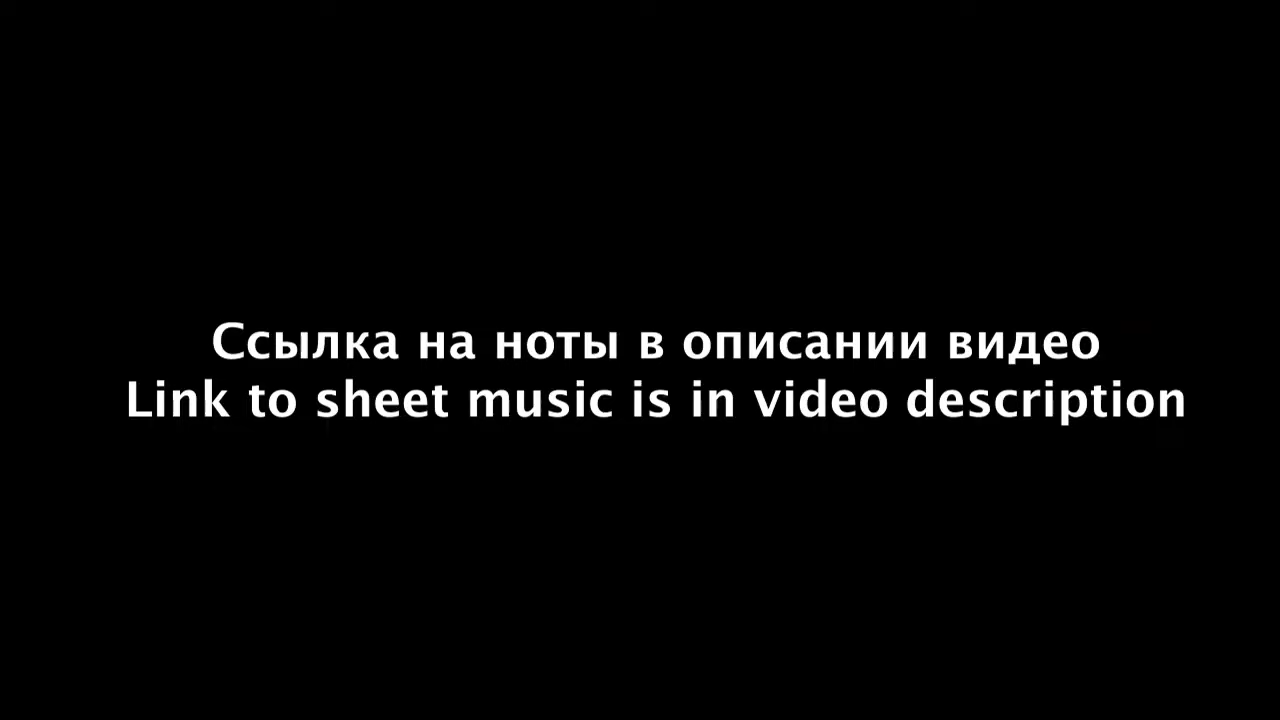 Ссылка на ноты в описании видео
Link to sheet music is in video description